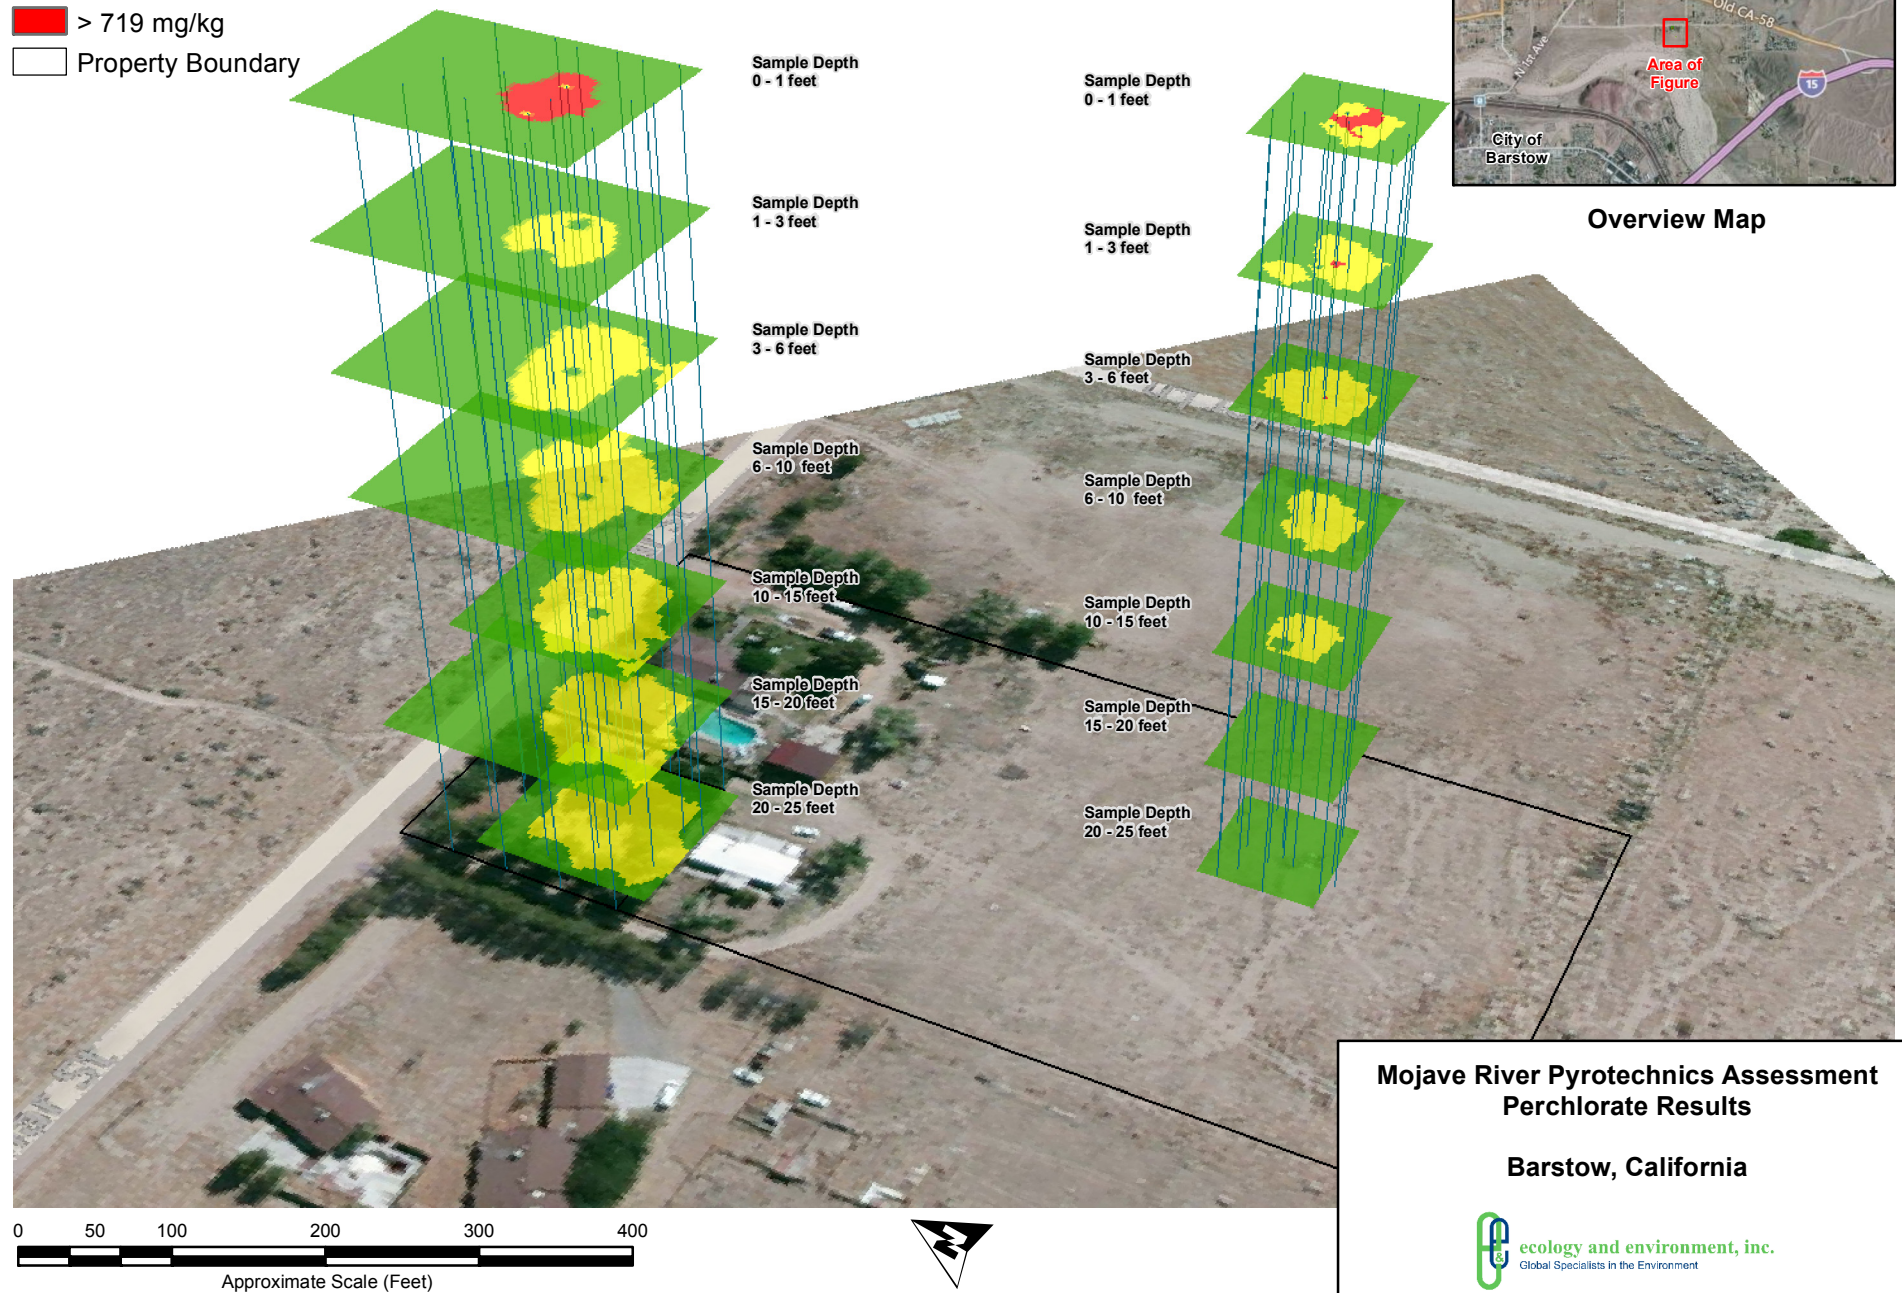 > 719 mg/kg
Property Boundary
Sample Depth
0 - 1 feet
Sample Depth
1 - 3 feet
Sample Depth
3 - 6 feet
Sample Depth
6 - 10 feet
Sample Depth
10 - 15 feet
Sample Depth
15 - 20 feet
Sample Depth
20 - 25 feet
Sample Depth
0 - 1 feet
Sample Depth
1 - 3 feet
Sample Depth
3 - 6 feet
Sample Depth
6 - 10 feet
Sample Depth
10 - 15 feet
Sample Depth
15 - 20 feet
Sample Depth
20 - 25 feet
Old CA-58
N 1st Ave
Area of
Figure
15
City of
Barstow
Overview Map
0 50 100 200 300 400
Approximate Scale (Feet)
N
Mojave River Pyrotechnics Assessment
Perchlorate Results
Barstow, California
E&E
ecology and environment, inc.
Global Specialists in the Environment